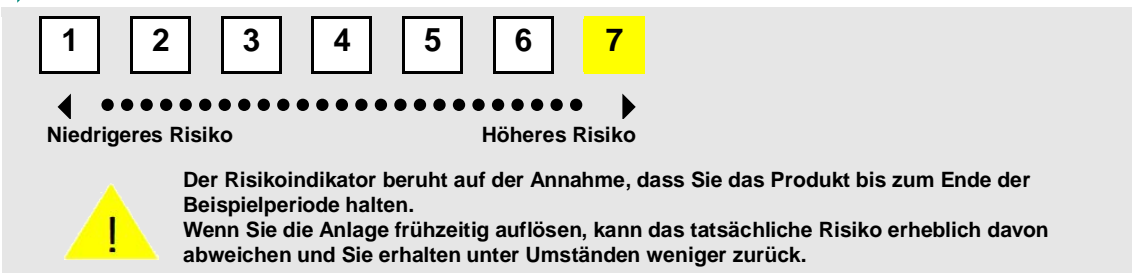 1 2 3 4 5 6 7
Niedrigeres Risiko Höheres Risiko
Der Risikoindikator beruht auf der Annahme, dass Sie das Produkt bis zum Ende der
Beispielperiode halten.
! Wenn Sie die Anlage frühzeitig auflösen, kann das tatsächliche Risiko erheblich davon
abweichen und Sie erhalten unter Umständen weniger zurück.